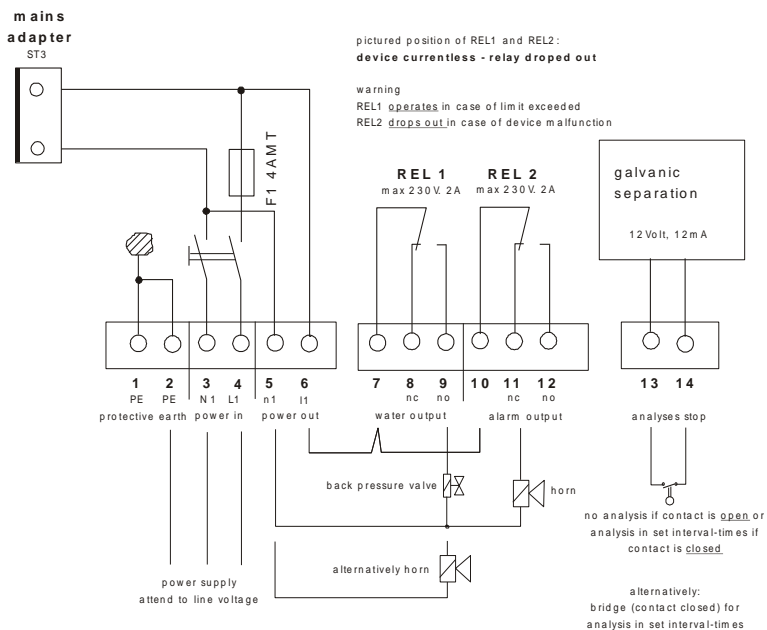 mains
adapter
ST3
pictured position of REL1 and REL2:
device currentless - relay droped out
warning
REL1 operates in case of limit exceeded
REL2 drops out in case of device malfunction
F1 4AMT
REL 1
max 230V. 2A
REL 2
max 230V. 2A
galvanic
separation
12Volt, 12mA
1 2 3 4 5 6 7 8 9 10 11 12 13 14
PE PE N1 L1 n1 l1 nc no nc no
protective earth power in power out water output alarm output analyses stop
back pressure valve
horn
alternatively horn
power supply
attend to line voltage
no analysis if contact is open or
analysis in set interval-times if
contact is closed
alternatively:
bridge (contact closed) for
analysis in set interval-times